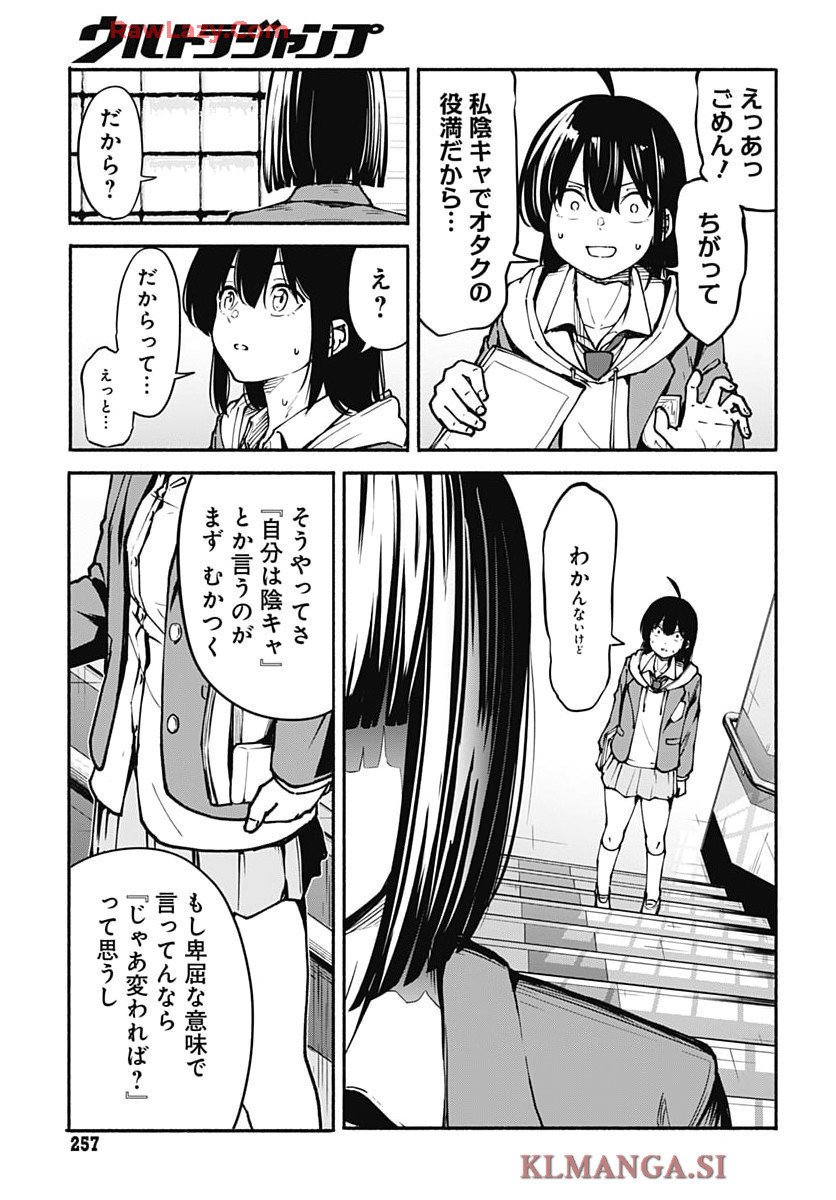 ウルトラジャンプ
RawLazy.Com
えっあっ
ごめん!
ちがって
私陰キャでオタクの
役満だから…
だから?
え?
だからって…
えっと…
わかんないけど
そうやってさ
『自分は陰キャ』
とか言うのが
まず むかつく
もし卑屈な意味で
言ってんなら
『じゃあ変われば?』
って思うし
257
KLMANGA.SI